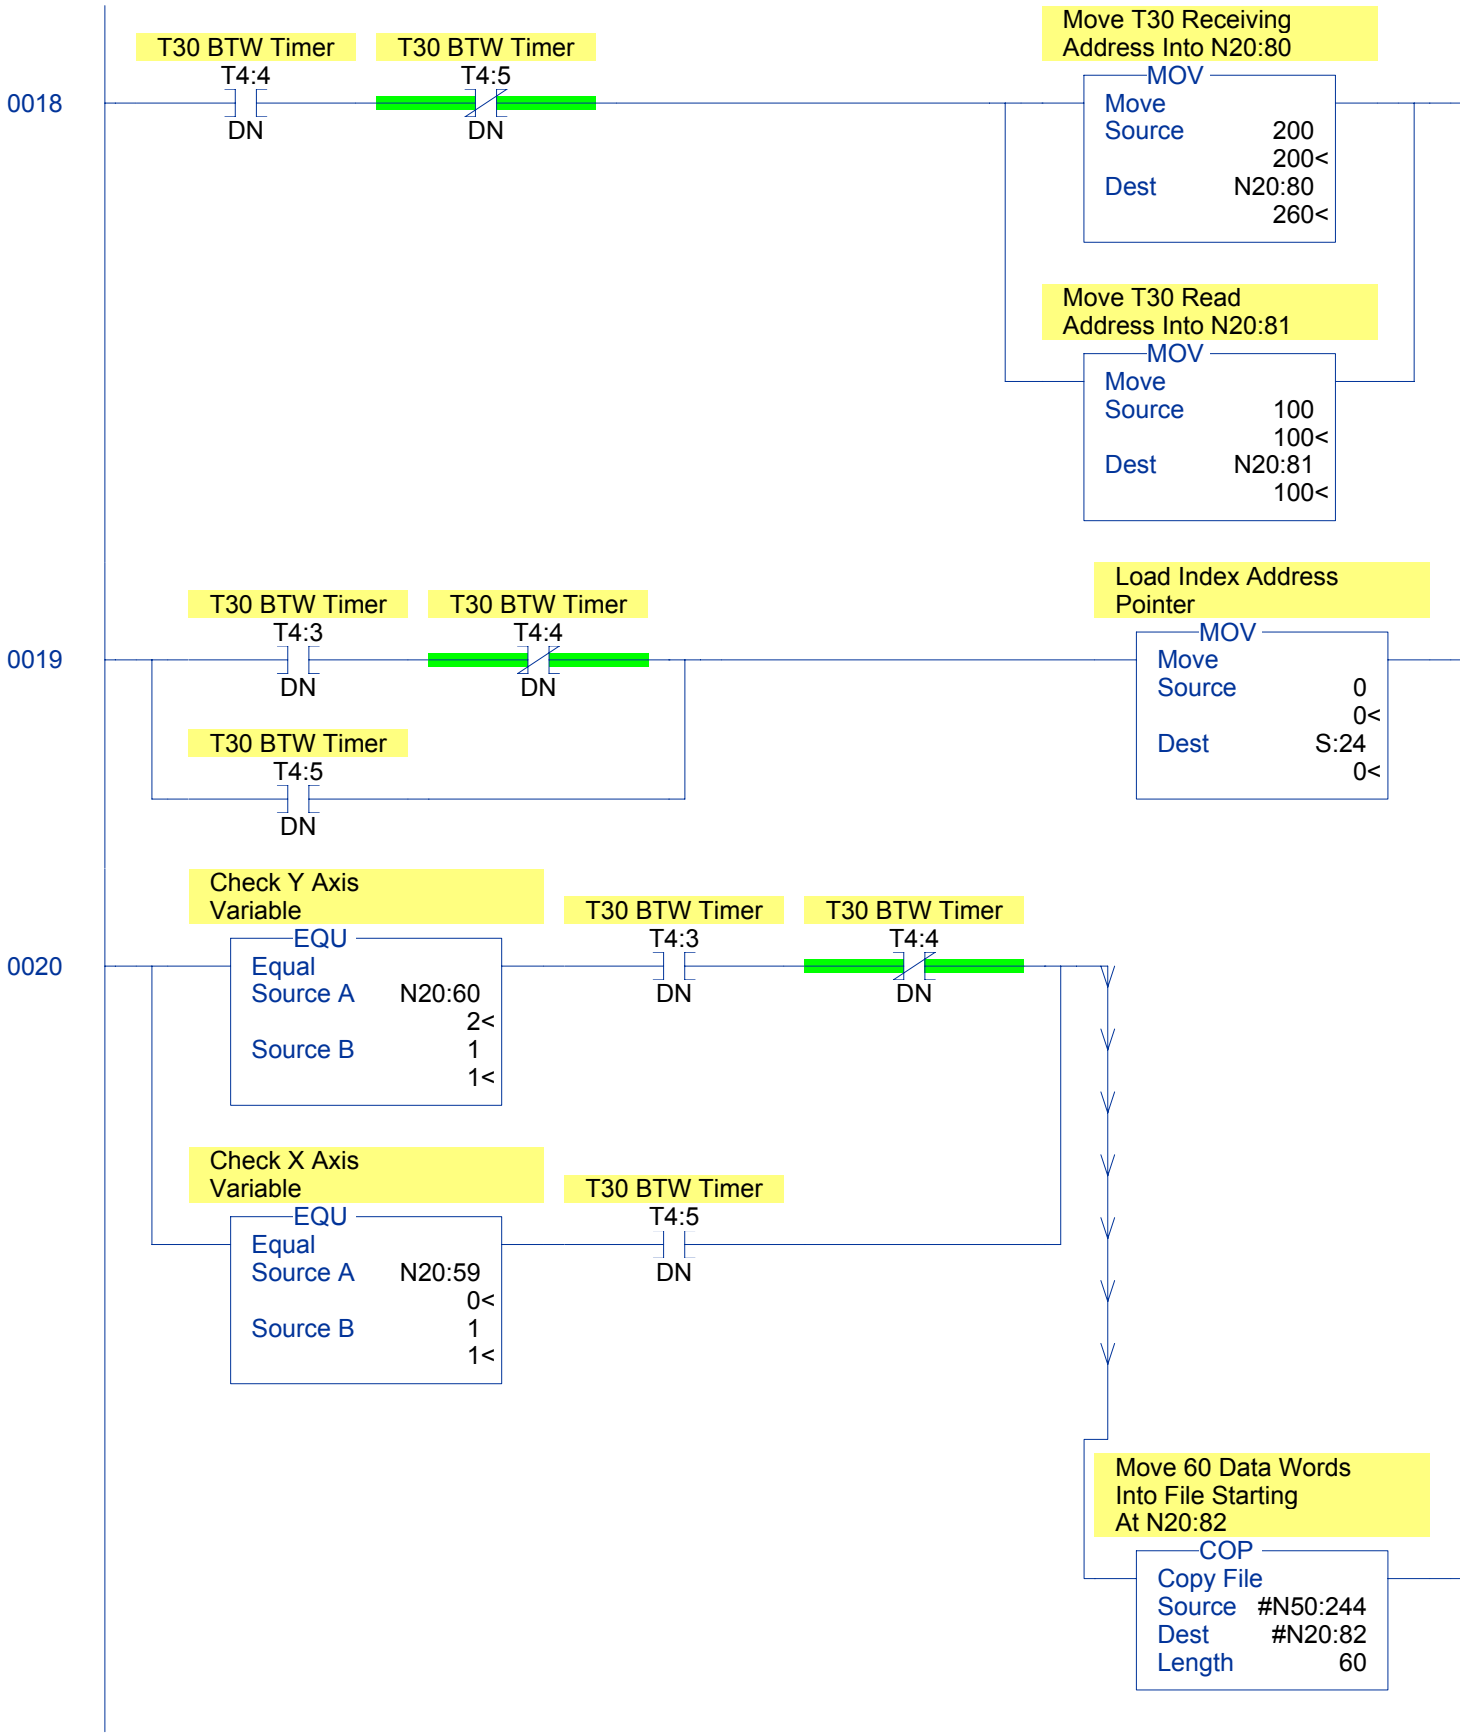 Move T30 Receiving
Address Into N20:80
T30 BTW Timer T30 BTW Timer
T4:4 T4:5
MOV
0018
DN DN
Move
Source 200
200<
Dest N20:80
260<
Move T30 Read
Address Into N20:81
MOV
Move
Source 100
100<
Dest N20:81
100<
Load Index Address
Pointer
T30 BTW Timer T30 BTW Timer
T4:3 T4:4
MOV
0019
DN DN
Move
Source 0
0<
Dest S:24
0<
T30 BTW Timer
T4:5
DN
Check Y Axis
Variable
T30 BTW Timer T30 BTW Timer
EQU
T4:3 T4:4
0020
DN DN
Equal
Source A N20:60
2<
Source B 1
1<
Check X Axis
Variable
T30 BTW Timer
EQU
T4:5
DN
Equal
Source A N20:59
0<
Source B 1
1<
Move 60 Data Words
Into File Starting
At N20:82
COP
Copy File
Source #N50:244
Dest #N20:82
Length 60